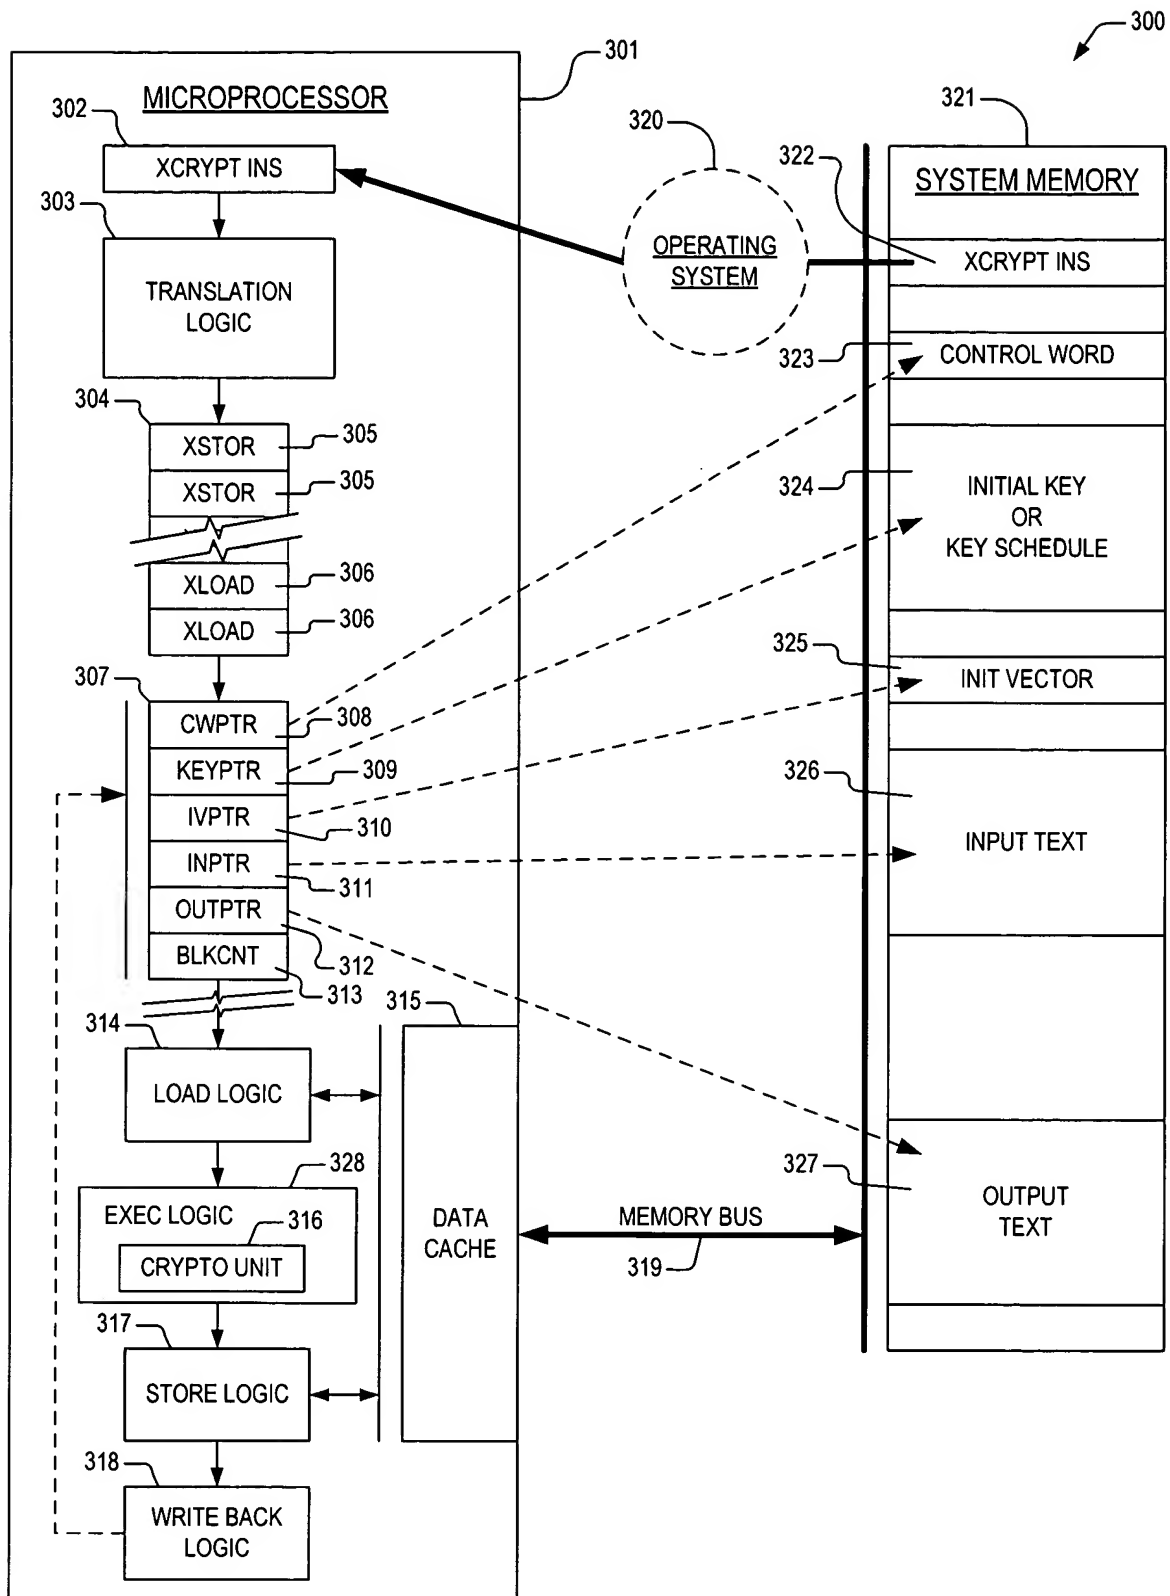 300
301
MICROPROCESSOR
302
XCRYPT INS
303
TRANSLATION
LOGIC
304
XSTOR
305
XSTOR
305
XLOAD
306
XLOAD
306
307
CWPTR
308
KEYPTR
309
IVPTR
310
INPTR
311
OUTPTR
312
BLKCNT
313
314
LOAD LOGIC
328
EXEC LOGIC
316
CRYPTO UNIT
317
STORE LOGIC
318
WRITE BACK
LOGIC
315
DATA
CACHE
320
OPERATING
SYSTEM
MEMORY BUS
319
321
SYSTEM MEMORY
322
XCRYPT INS
323
CONTROL WORD
324
INITIAL KEY
OR
KEY SCHEDULE
325
INIT VECTOR
326
INPUT TEXT
327
OUTPUT
TEXT